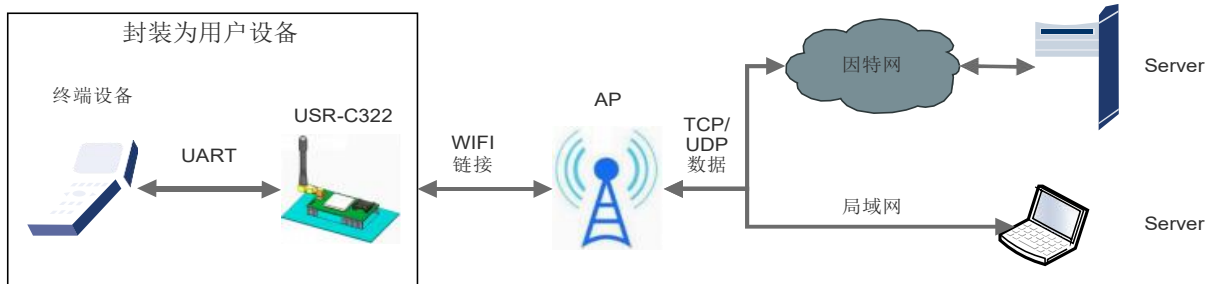 封装为用户设备
终端设备
USR-C322
UART
WIFI
链接
AP
TCP/
UDP
数据
因特网
Server
局域网
Server